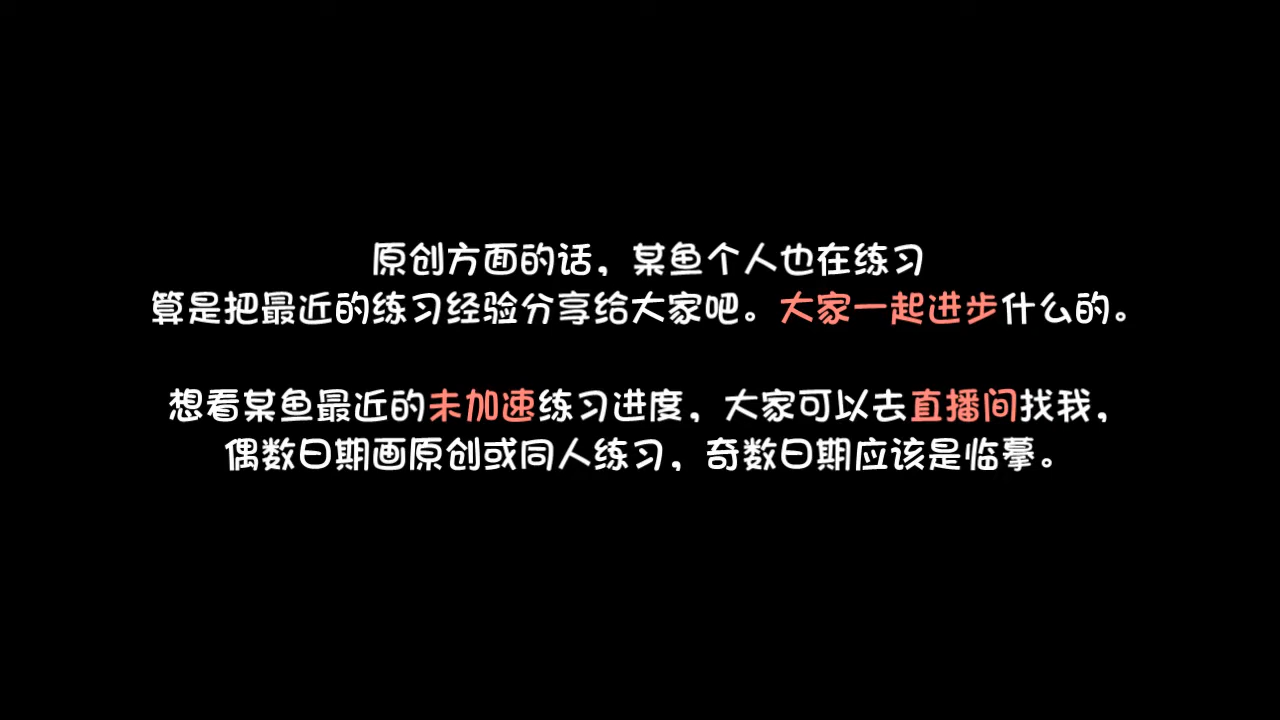 原创方面的话，某鱼个人也在练习
算是把最近的练习经验分享给大家吧。大家一起进步什么的。
想看某鱼最近的未加速练习进度，大家可以去直播间找我，
偶数日期画原创或同人练习，奇数日期应该是临摹。